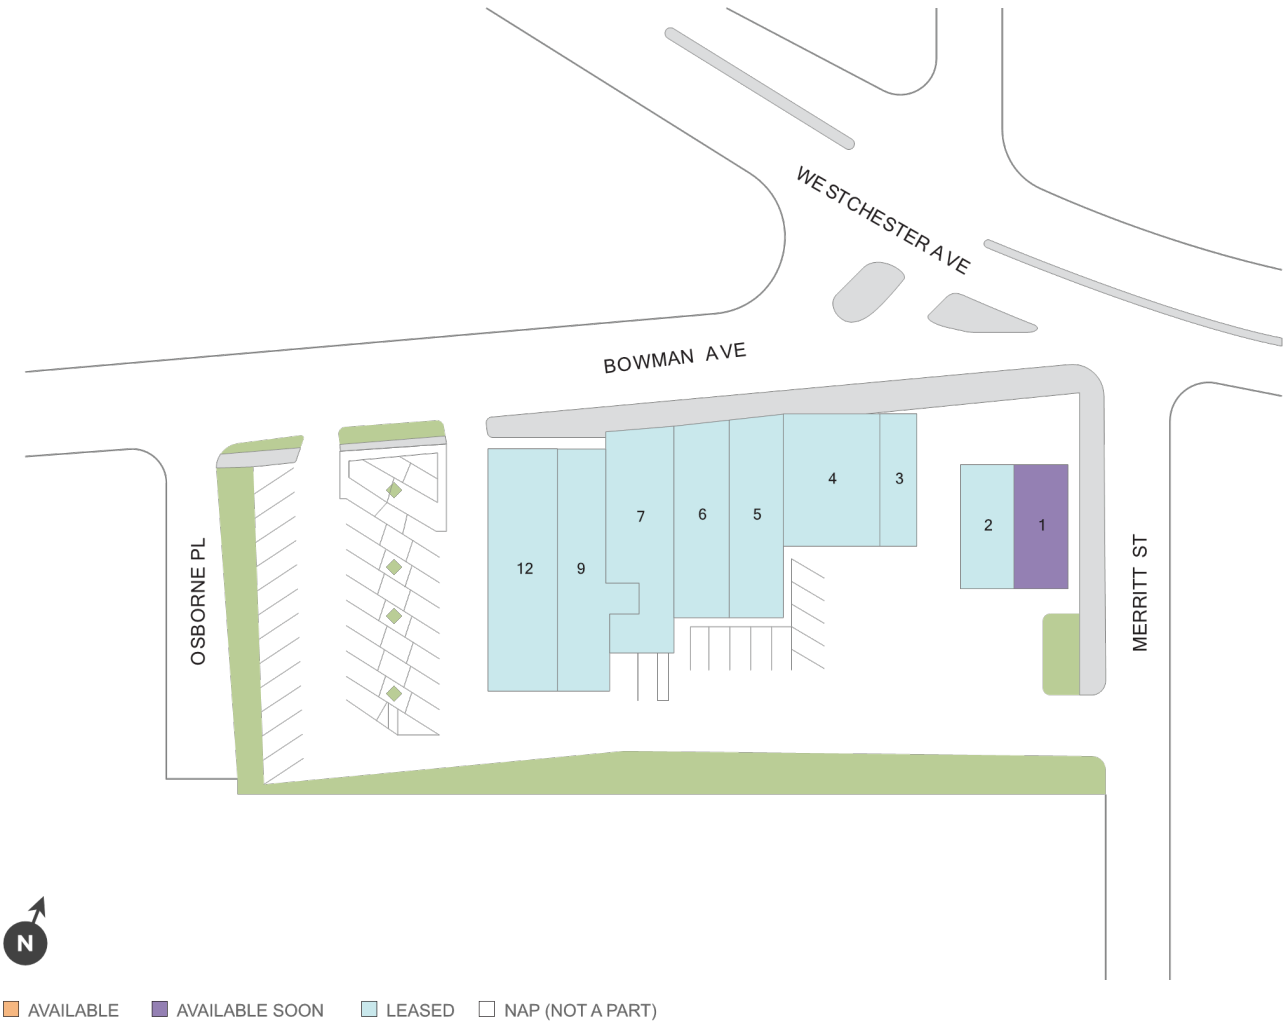 WESTCHESTER AVE
BOWMAN AVE
4
3
7
6
5
2
1
12
9
OSBORNE PL
MERRITT ST
N
AVAILABLE
AVAILABLE SOON
LEASED
NAP (NOT A PART)